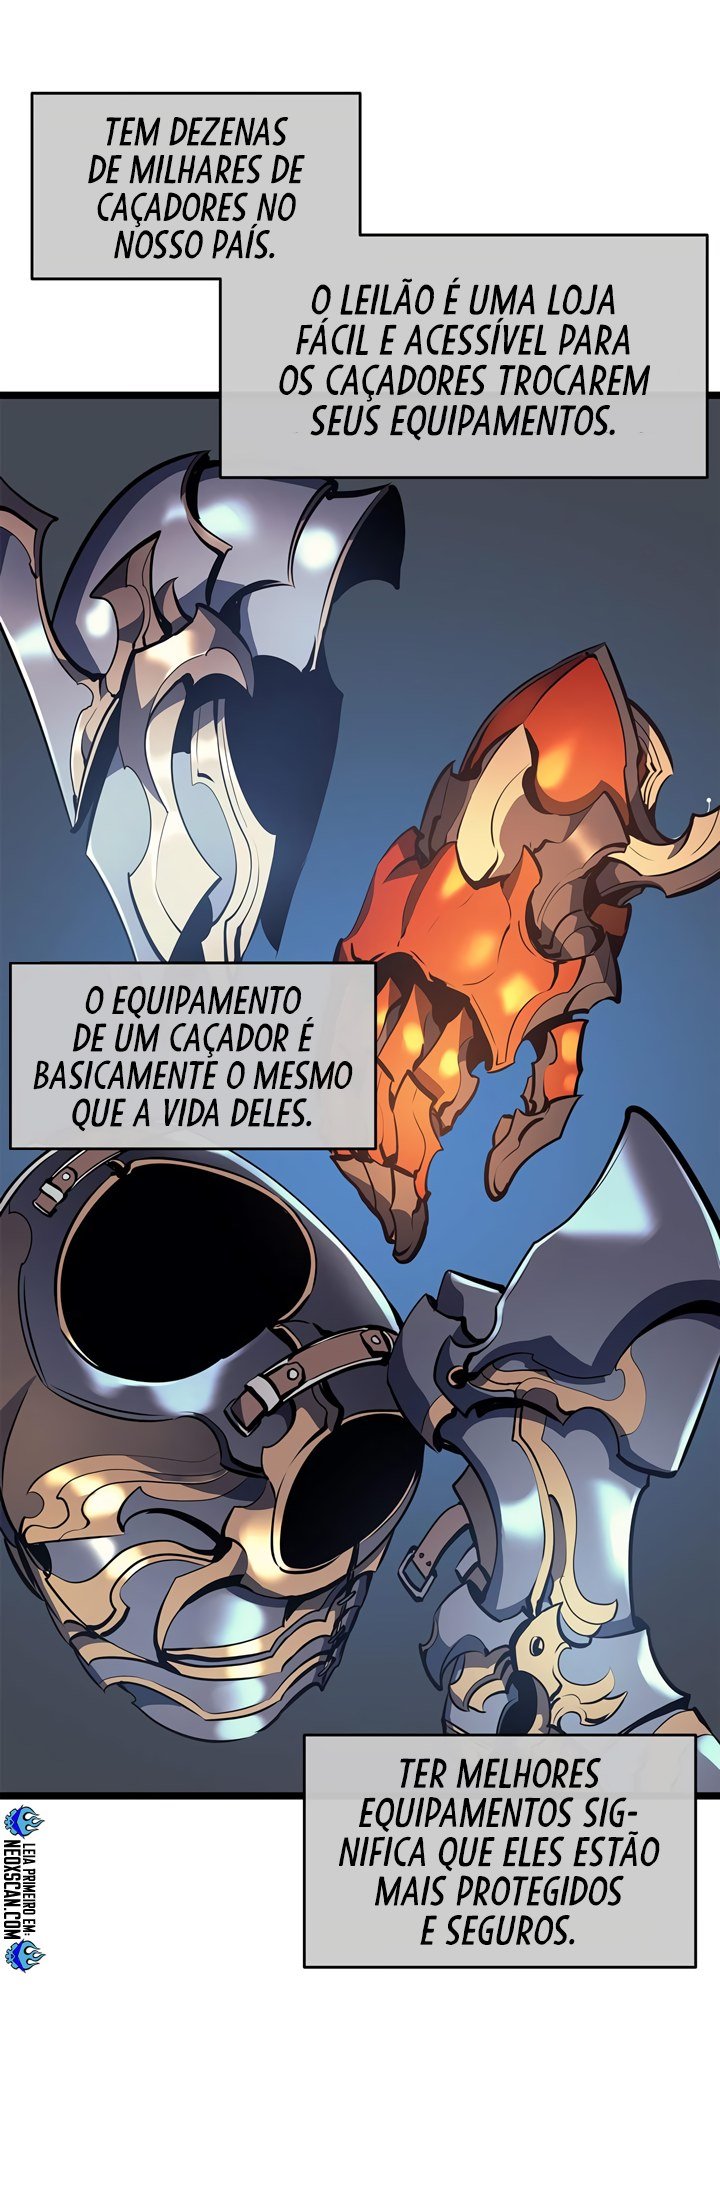 TEM DEZENAS
DE MILHARES DE
CAÇADORES NO
NOSSO PAÍS.
O LEILÃO É UMA LOJA
FÁCIL E ACESSÍVEL PARA
OS CAÇADORES TROCAREM
SEUS EQUIPAMENTOS.
O EQUIPAMENTO
DE UM CAÇADOR É
BASICAMENTE O MESMO
QUE A VIDA DELES.
TER MELHORES
EQUIPAMENTOS SIG-
NIFICA QUE ELES ESTÃO
MAIS PROTEGIDOS
E SEGUROS.
LEIA PRIMEIRO EM:
NEOXSCAN.COM